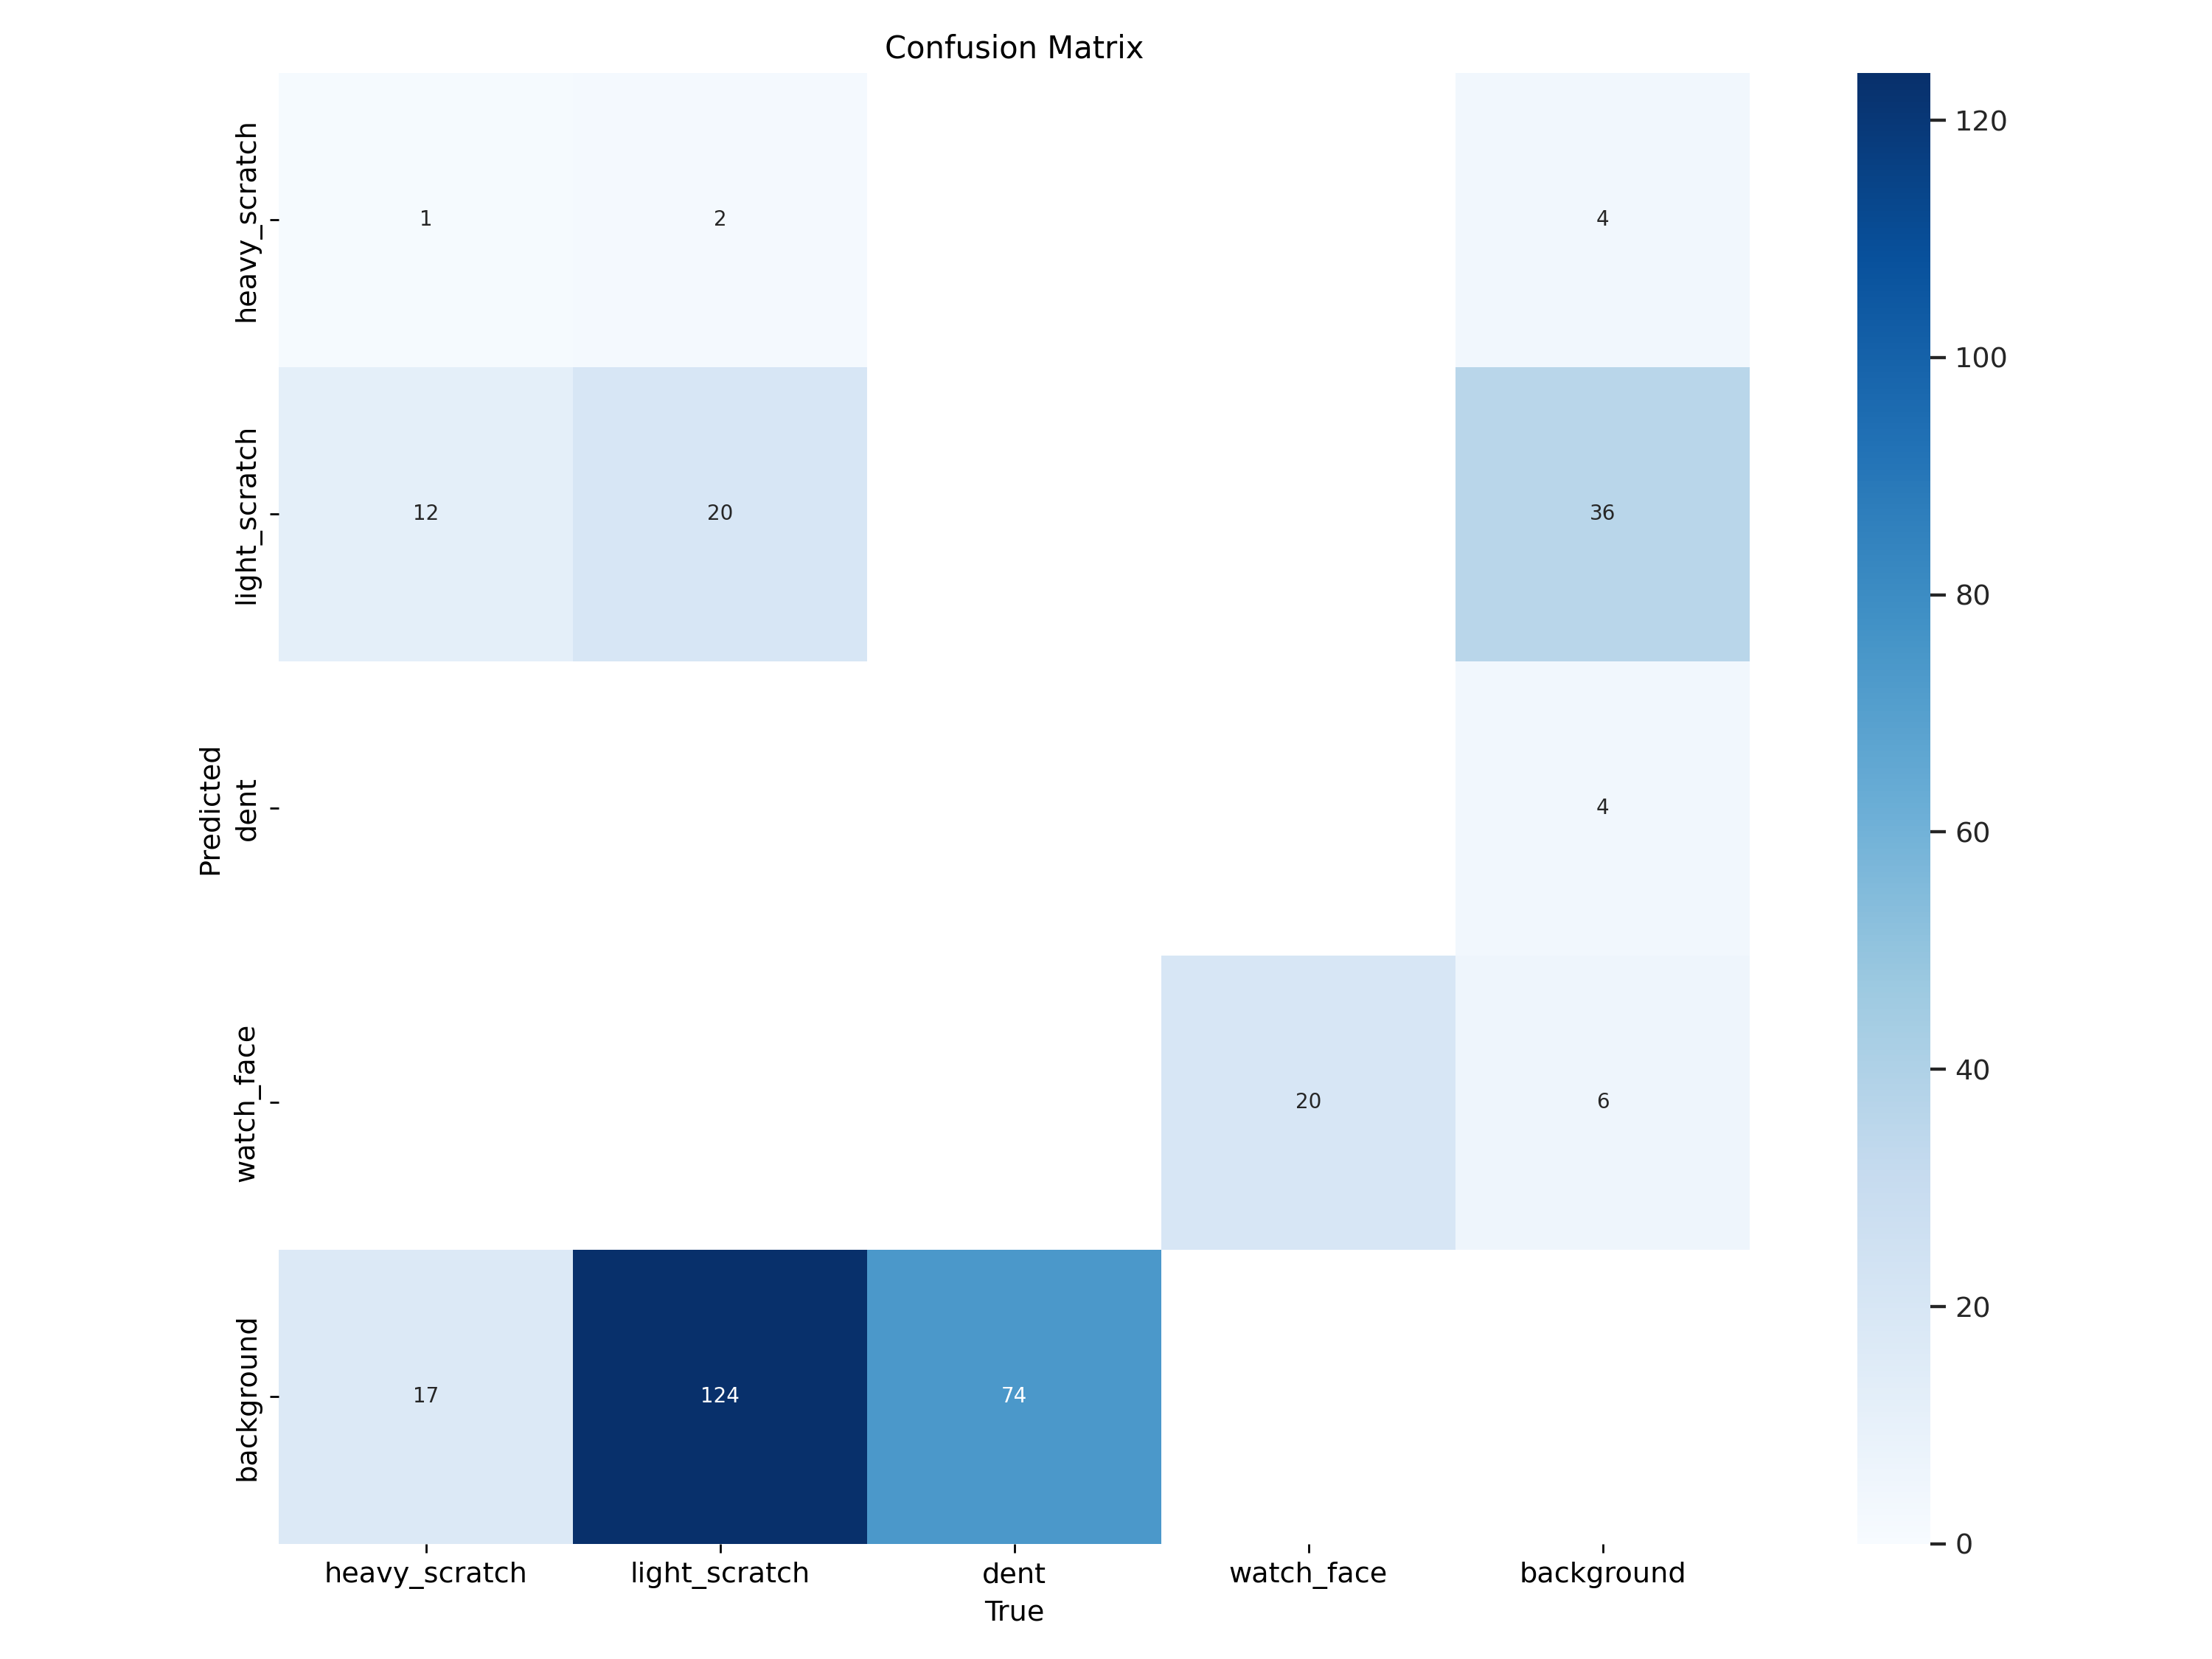 Confusion Matrix
Predicted
heavy_scratch
1
2
4
light_scratch
12
20
36
dent
4
watch_face
20
6
background
17
124
74
heavy_scratch
light_scratch
dent
watch_face
background
True
120
100
80
60
40
20
0